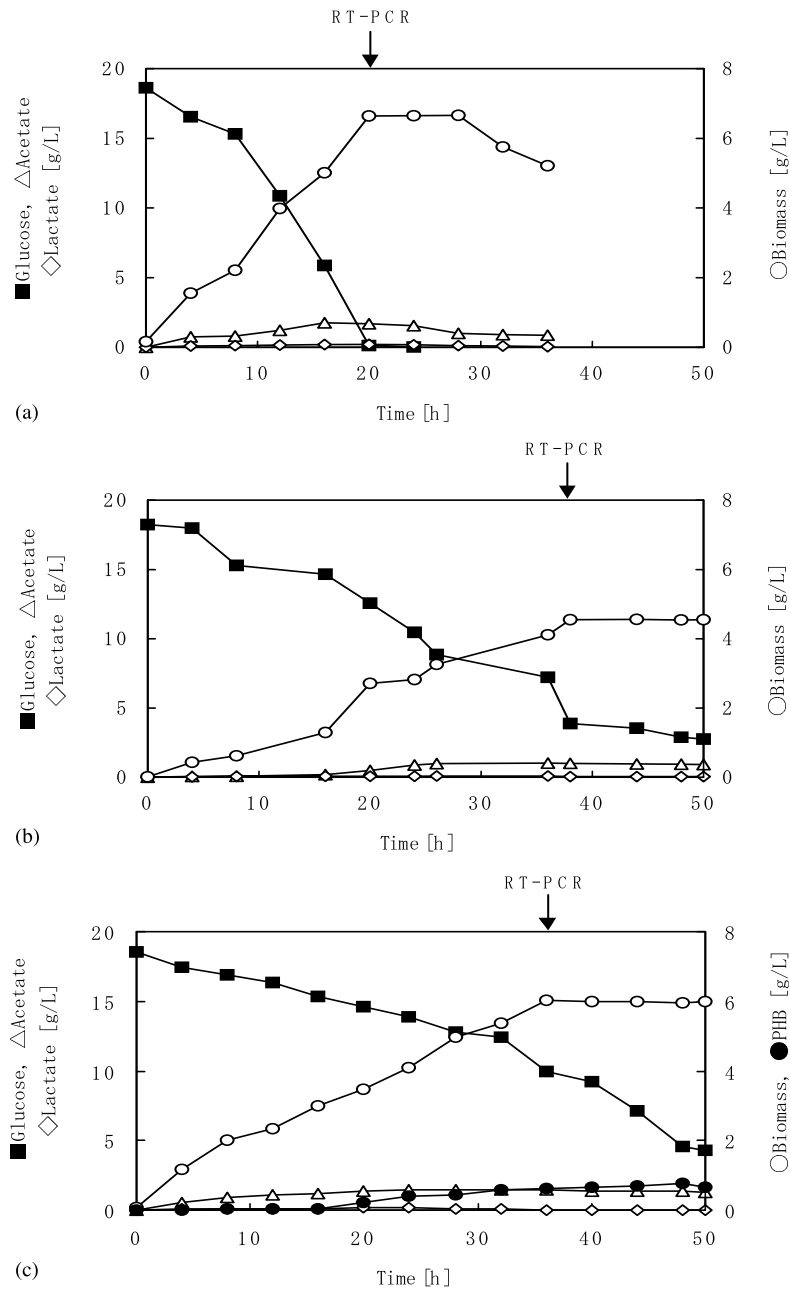 RT-PCR
20
15
10
5
0
8
6
4
2
0
0
10
20
30
40
50
■Glucose, △Acetate
◇Lactate [g/L]
○Biomass [g/L]
Time [h]
(a)
RT-PCR
20
15
10
5
0
8
6
4
2
0
0
10
20
30
40
50
■Glucose, △Acetate
◇Lactate [g/L]
○Biomass [g/L]
Time [h]
(b)
RT-PCR
20
15
10
5
0
8
6
4
2
0
0
10
20
30
40
50
■Glucose, △Acetate
◇Lactate [g/L]
○Biomass, ●PHB [g/L]
Time [h]
(c)